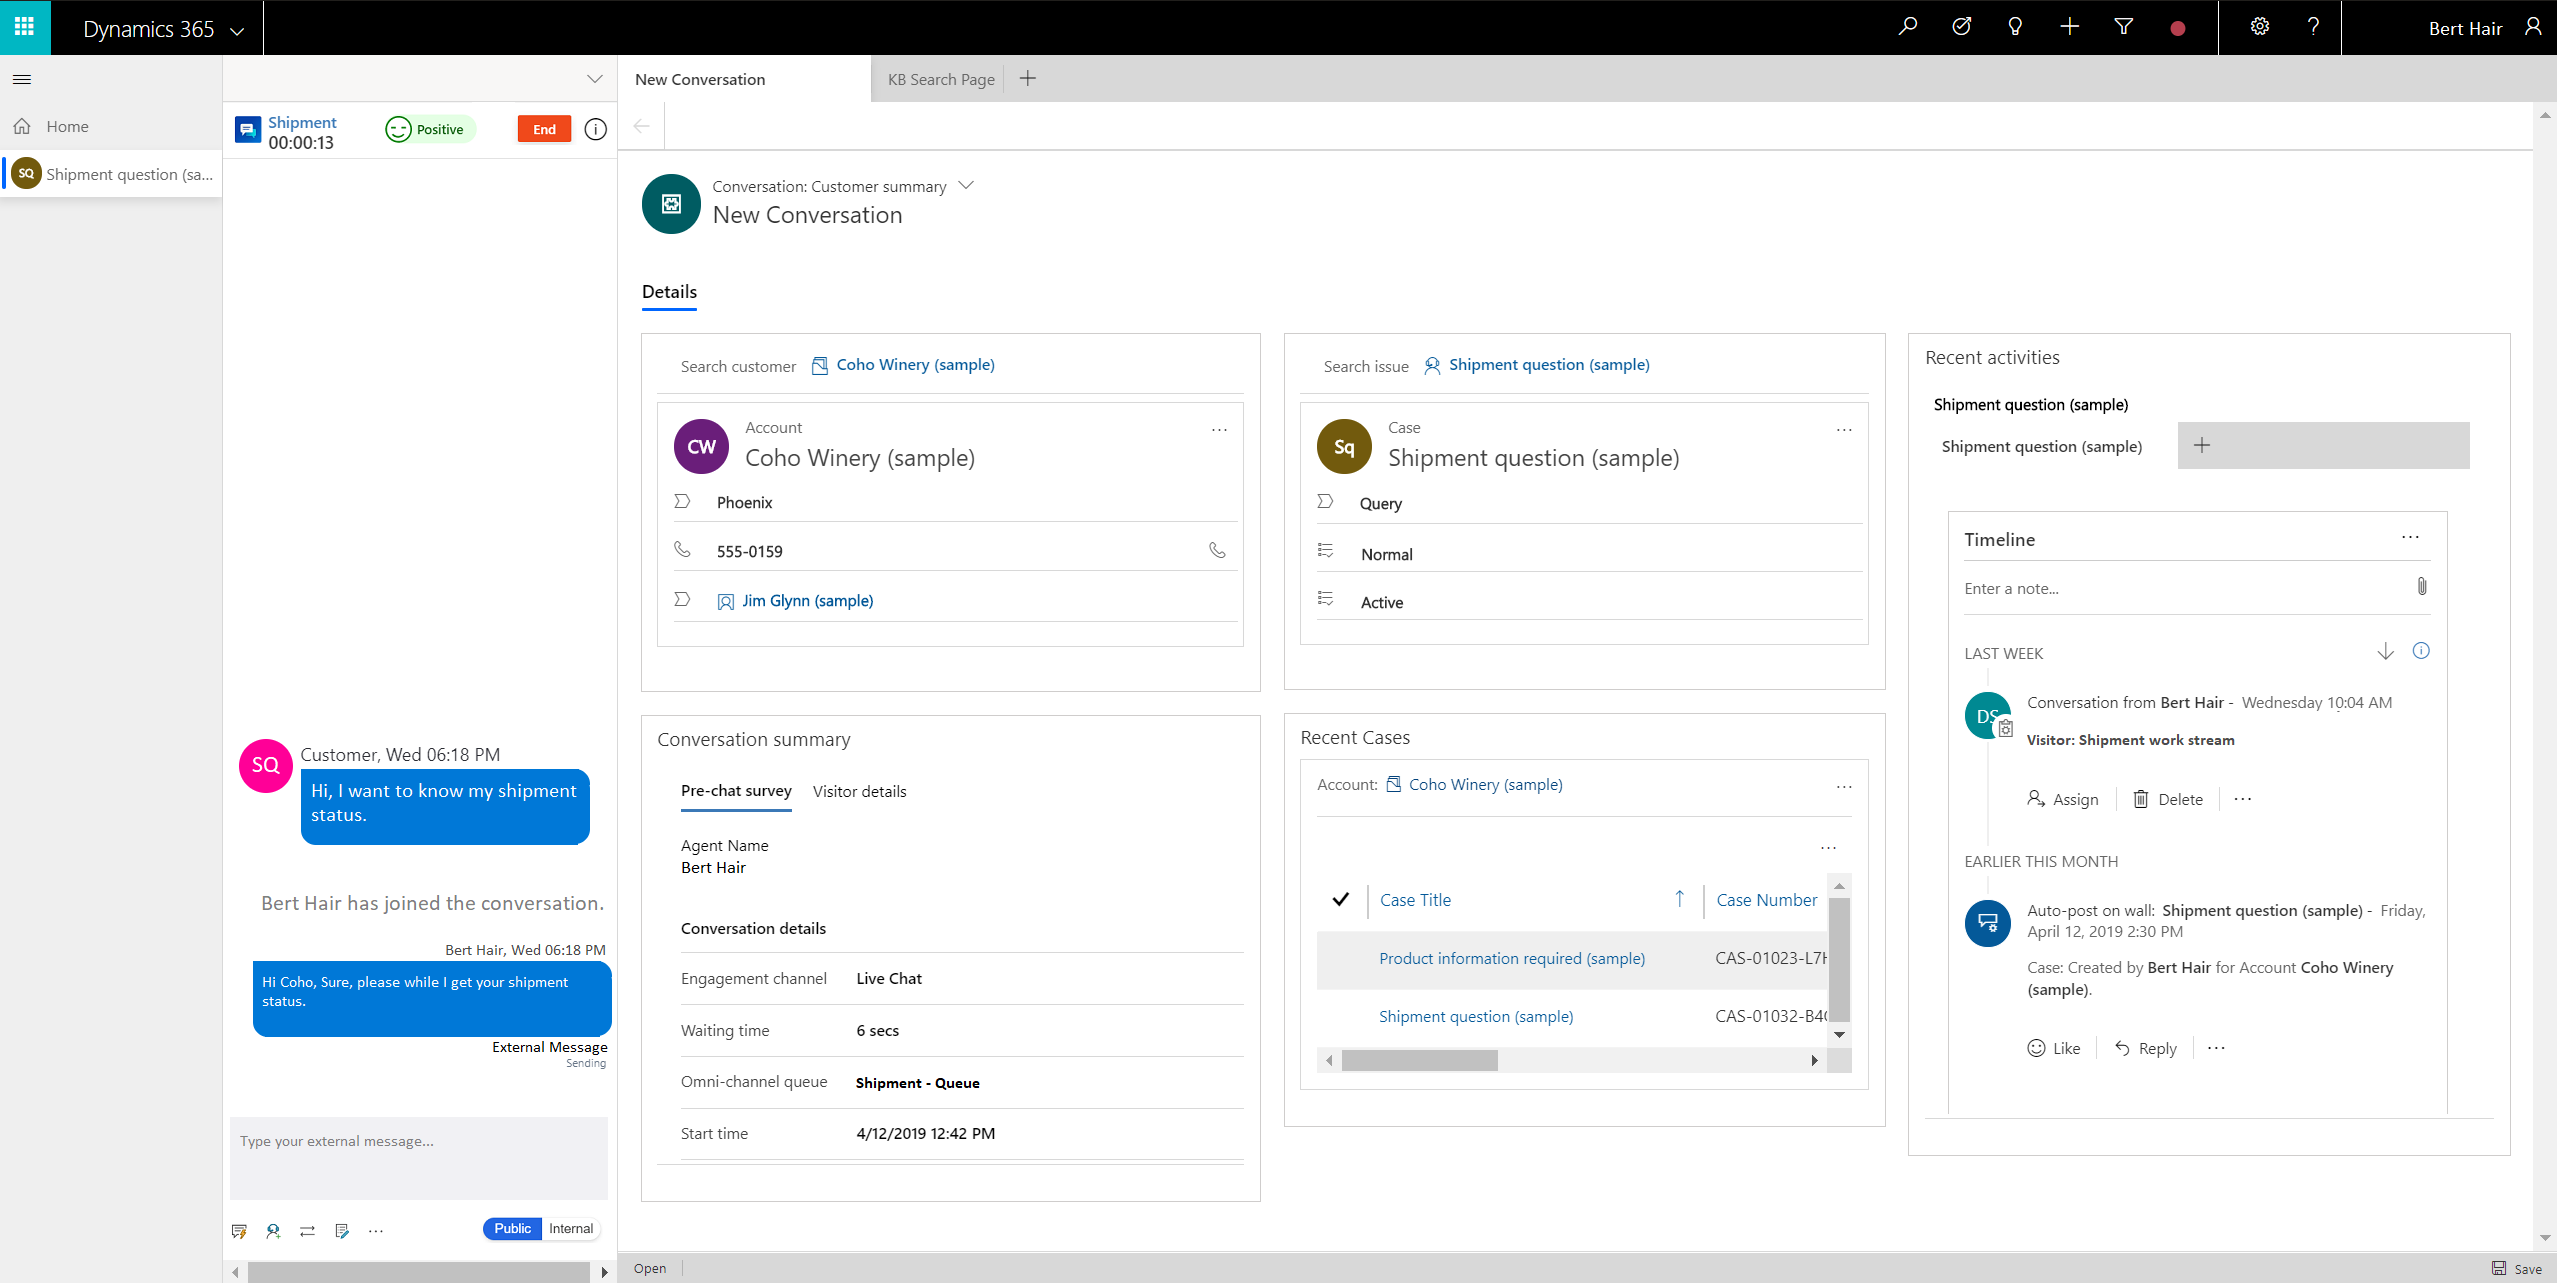 Dynamics 365
Bert Hair
Home
SQ Shipment question (sa...
Shipment
00:00:13
Positive
End
SQ
Customer, Wed 06:18 PM
Hi, I want to know my shipment
status.
Bert Hair has joined the conversation.
Bert Hair, Wed 06:18 PM
Hi Coho, Sure, please while I get your shipment
status.
External Message
Sending
Type your external message...
Public Internal
New Conversation
KB Search Page
Conversation: Customer summary
New Conversation
Details
Search customer Coho Winery (sample)
CW
Account
Coho Winery (sample)
Phoenix
555-0159
Jim Glynn (sample)
Conversation summary
Pre-chat survey Visitor details
Agent Name
Bert Hair
Conversation details
Engagement channel Live Chat
Waiting time 6 secs
Omni-channel queue Shipment - Queue
Start time 4/12/2019 12:42 PM
Search issue Shipment question (sample)
Sq
Case
Shipment question (sample)
Query
Normal
Active
Recent Cases
Account: Coho Winery (sample)
Case Title Case Number
Product information required (sample) CAS-01023-L7
Shipment question (sample) CAS-01032-B4
Recent activities
Shipment question (sample)
Shipment question (sample)
Timeline
Enter a note...
LAST WEEK
DS
Conversation from Bert Hair - Wednesday 10:04 AM
Visitor: Shipment work stream
Assign Delete
EARLIER THIS MONTH
Auto-post on wall: Shipment question (sample) - Friday,
April 12, 2019 2:30 PM
Case: Created by Bert Hair for Account Coho Winery
(sample).
Like Reply
Open
Save